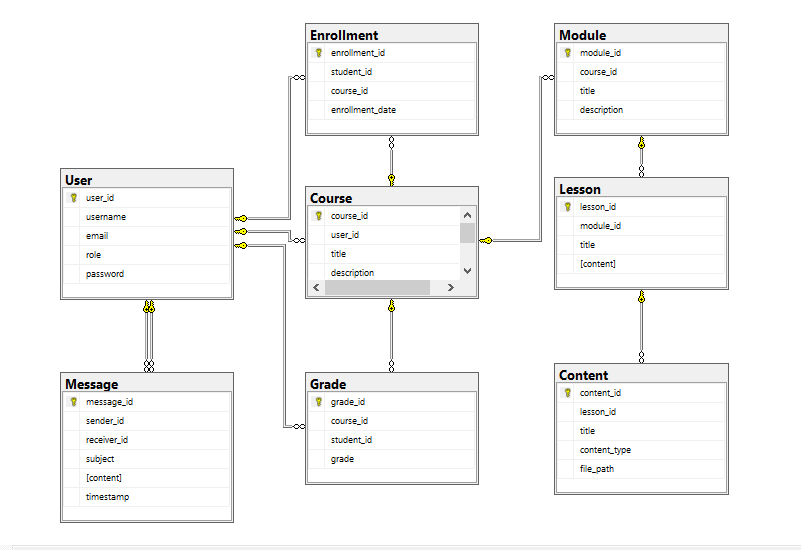 Enrollment
enrollment_id
student_id
course_id
enrollment_date
Module
module_id
course_id
title
description
User
user_id
username
email
role
password
Course
course_id
user_id
title
description
Lesson
lesson_id
module_id
title
[content]
Message
message_id
sender_id
receiver_id
subject
[content]
timestamp
Grade
grade_id
course_id
student_id
grade
Content
content_id
lesson_id
title
content_type
file_path